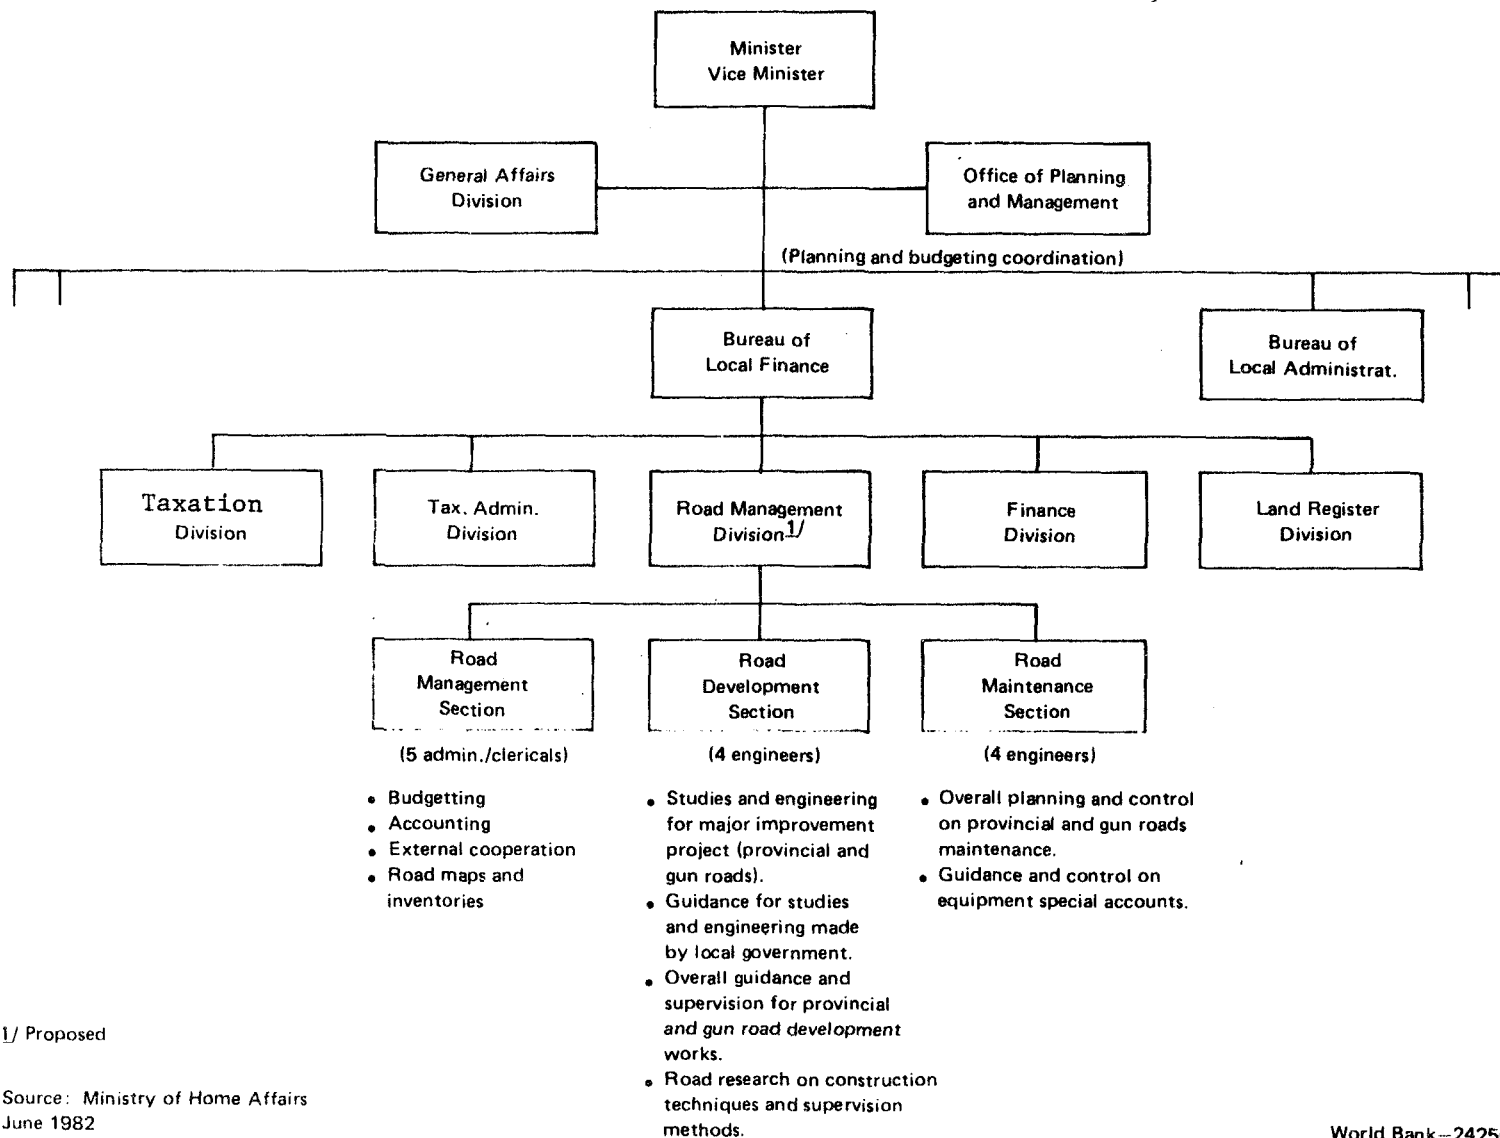 Minister
Vice Minister
General Affairs
Division
Office of Planning
and Management
(Planning and budgeting coordination)
Bureau of
Local Finance
Bureau of
Local Administrat.
Taxation
Division
Tax. Admin.
Division
Road Management
Division 1/
Finance
Division
Land Register
Division
Road
Management
Section
Road
Development
Section
Road
Maintenance
Section
(5 admin./clericals)
• Budgetting
• Accounting
• External cooperation
• Road maps and
inventories
(4 engineers)
• Studies and engineering
for major improvement
project (provincial and
gun roads).
• Guidance for studies
and engineering made
by local government.
• Overall guidance and
supervision for provincial
and gun road development
works.
• Road research on construction
techniques and supervision
methods.
(4 engineers)
• Overall planning and control
on provincial and gun roads
maintenance.
• Guidance and control on
equipment special accounts.
1/ Proposed
Source: Ministry of Home Affairs
June 1982
World Bank—2425